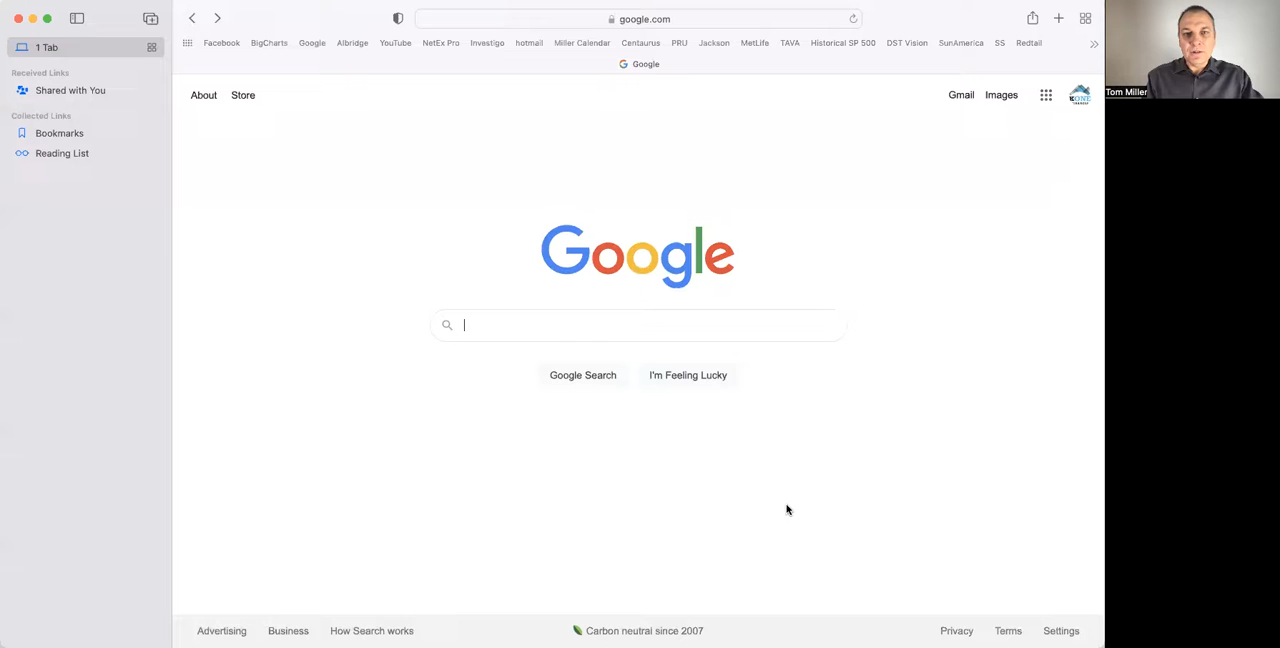 1 Tab
Received Links
Shared with You
Collected Links
Bookmarks
Reading List
google.com
Facebook BigCharts Google Albridge YouTube NetEx Pro Investigo hotmail Miller Calendar Centaurus PRU Jackson MetLife TAVA Historical SP 500 DST Vision SunAmerica SS Redtail
Google
About Store Gmail Images
Google
Google Search I'm Feeling Lucky
Advertising Business How Search works Carbon neutral since 2007 Privacy Terms Settings
Tom Miller